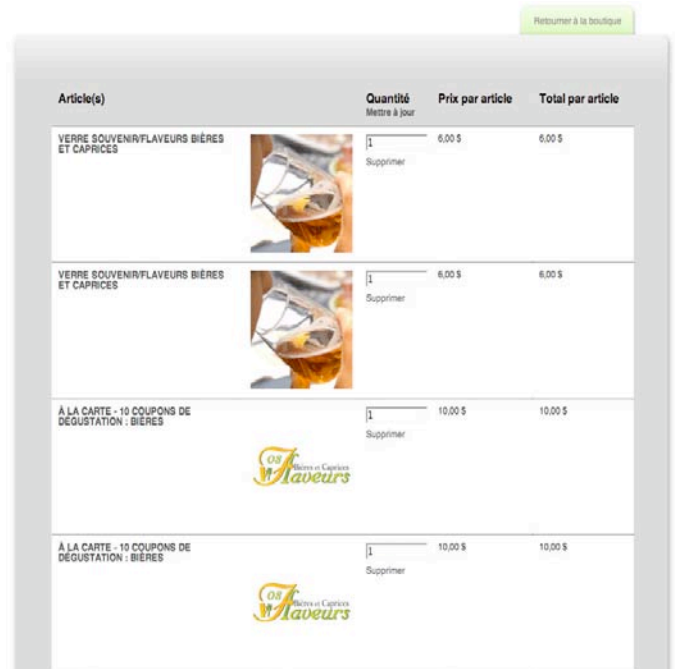 Retourner à la boutique
Article(s) Quantité Prix par article Total par article
Mettre à jour
VERRE SOUVENIR/FLAVEURS BIÈRES 1 6,00 $ 6,00 $
ET CAPRICES
Supprimer
VERRE SOUVENIR/FLAVEURS BIÈRES 1 6,00 $ 6,00 $
ET CAPRICES
Supprimer
À LA CARTE - 10 COUPONS DE 1 10,00 $ 10,00 $
DÉGUSTATION : BIÈRES
Supprimer
08 Bières et Caprices
Flaveurs
À LA CARTE - 10 COUPONS DE 1 10,00 $ 10,00 $
DÉGUSTATION : BIÈRES
Supprimer
08 Bières et Caprices
Flaveurs